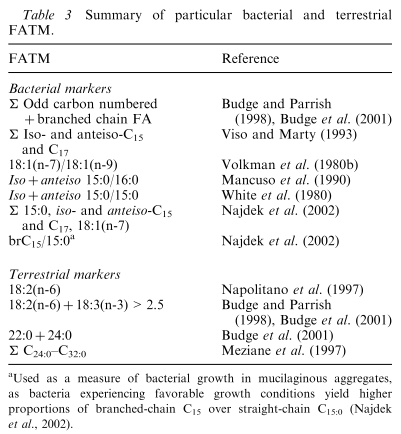 Table 3 Summary of particular bacterial and terrestrial
FATM.
FATM Reference
Bacterial markers
Σ Odd carbon numbered Budge and Parrish
+ branched chain FA (1998), Budge et al. (2001)
Σ Iso- and anteiso-C15 Viso and Marty (1993)
and C17
18:1(n-7)/18:1(n-9) Volkman et al. (1980b)
Iso + anteiso 15:0/16:0 Mancuso et al. (1990)
Iso + anteiso 15:0/15:0 White et al. (1980)
Σ 15:0, iso- and anteiso-C15 Najdek et al. (2002)
and C17, 18:1(n-7)
brC15/15:0a Najdek et al. (2002)
Terrestrial markers
18:2(n-6) Napolitano et al. (1997)
18:2(n-6) + 18:3(n-3) > 2.5 Budge and Parrish
(1998), Budge et al. (2001)
22:0 + 24:0 Budge et al. (2001)
Σ C24:0–C32:0 Meziane et al. (1997)
aUsed as a measure of bacterial growth in mucilaginous aggregates,
as bacteria experiencing favorable growth conditions yield higher
proportions of branched-chain C15 over straight-chain C15:0 (Najdek
et al., 2002).